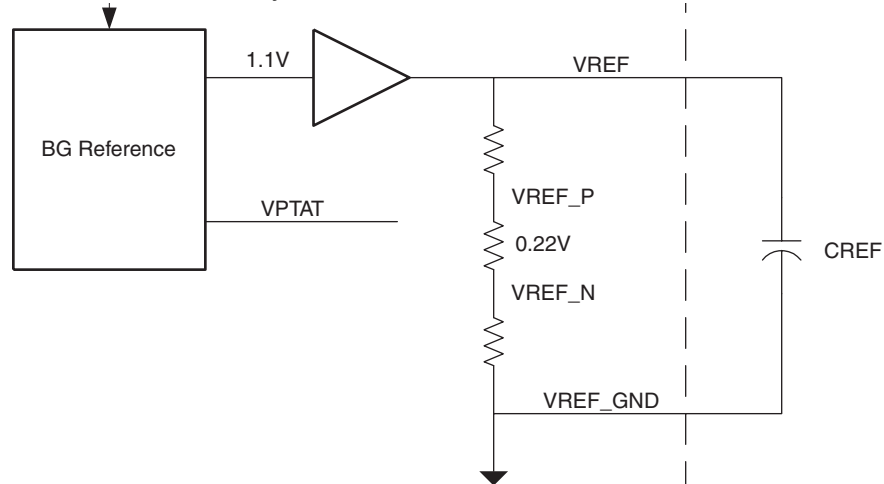 1.1V
VREF
BG Reference
VREF_P
VPTAT
0.22V
CREF
VREF_N
VREF_GND